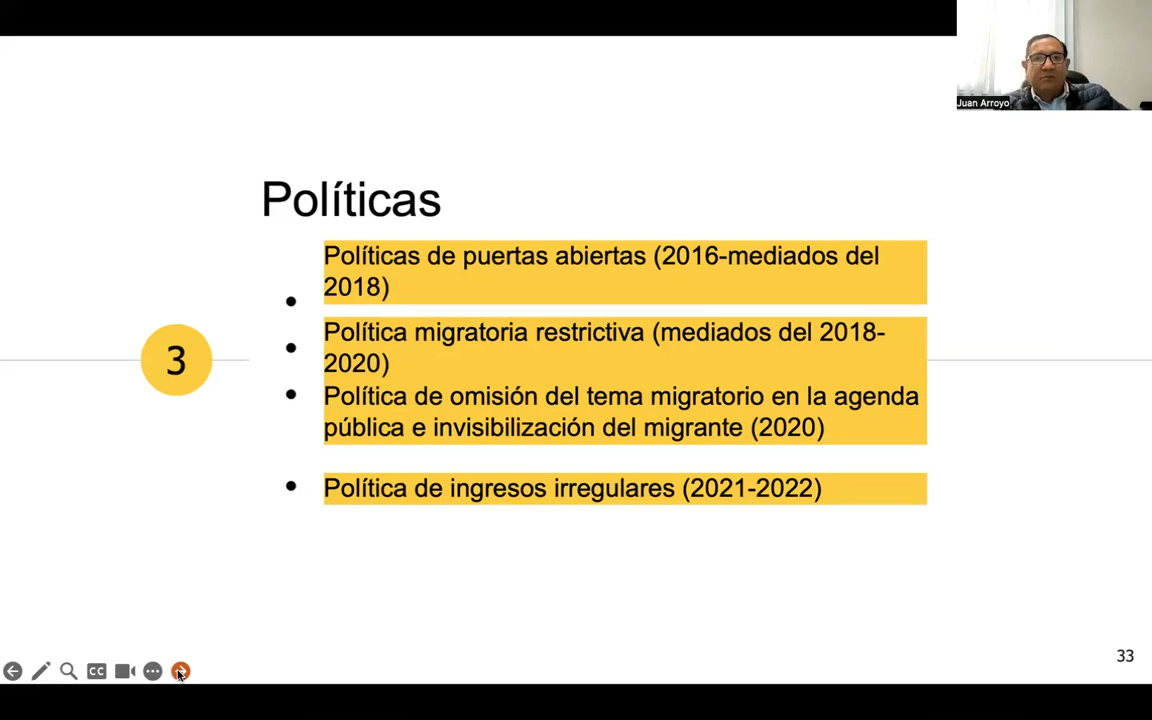 Juan Arroyo
Políticas
Políticas de puertas abiertas (2016-mediados del
2018)
3
Política migratoria restrictiva (mediados del 2018-
2020)
Política de omisión del tema migratorio en la agenda
pública e invisibilización del migrante (2020)
Política de ingresos irregulares (2021-2022)
33
CC